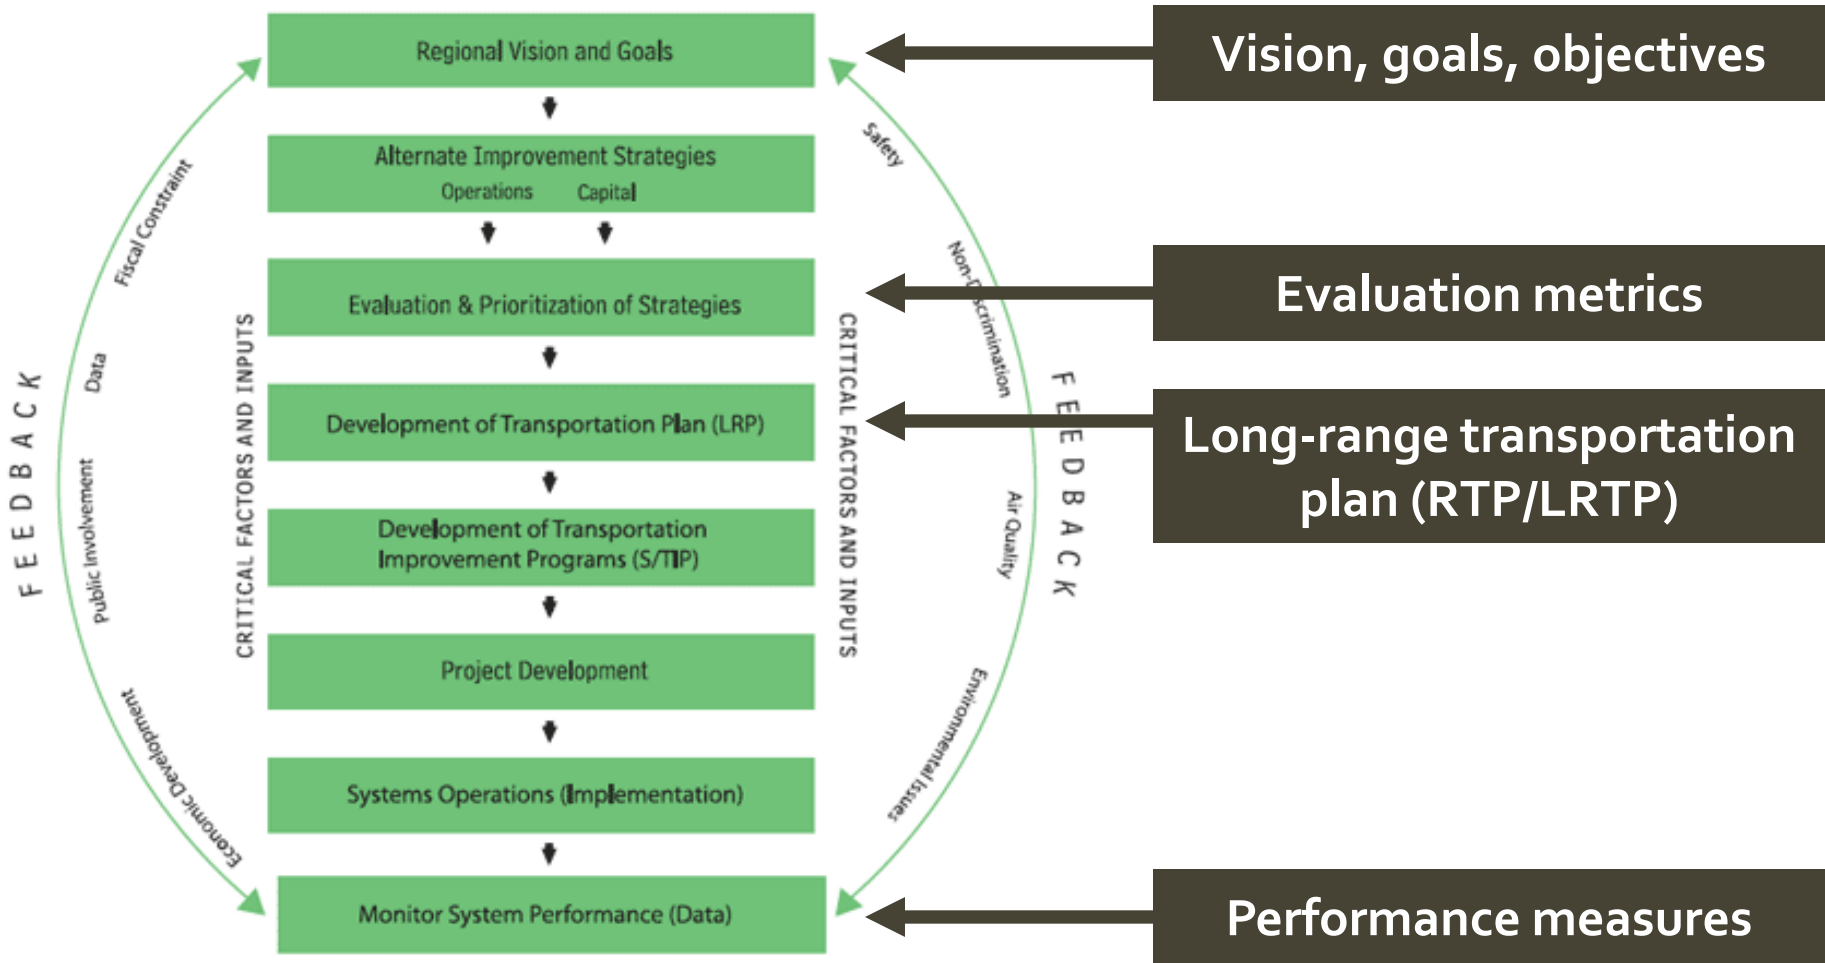 Regional Vision and Goals
Alternate Improvement Strategies
Operations Capital
Evaluation & Prioritization of Strategies
Development of Transportation Plan (LRP)
Development of Transportation
Improvement Programs (S/TIP)
Project Development
Systems Operations (Implementation)
Monitor System Performance (Data)
FEEDBACK
Fiscal Constraint
Data
Public Involvement
Economic Development
CRITICAL FACTORS AND INPUTS
CRITICAL FACTORS AND INPUTS
Safety
Non-Discrimination
Air Quality
Environmental Issues
FEEDBACK
Vision, goals, objectives
Evaluation metrics
Long-range transportation
plan (RTP/LRTP)
Performance measures